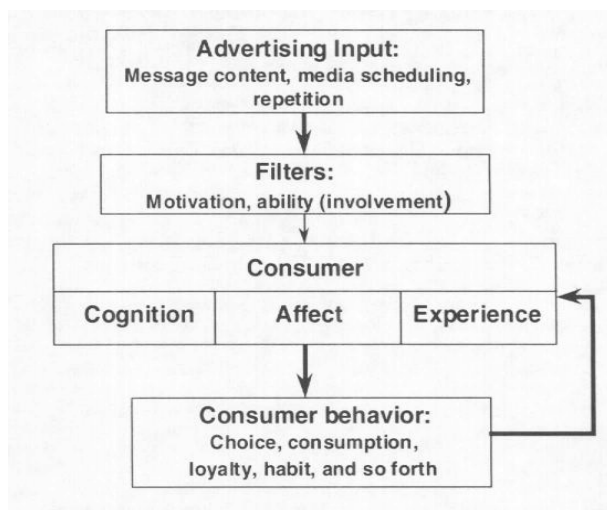 Advertising Input:
Message content, media scheduling,
repetition
Filters:
Motivation, ability (involvement)
Consumer
Cognition Affect Experience
Consumer behavior:
Choice, consumption,
loyalty, habit, and so forth